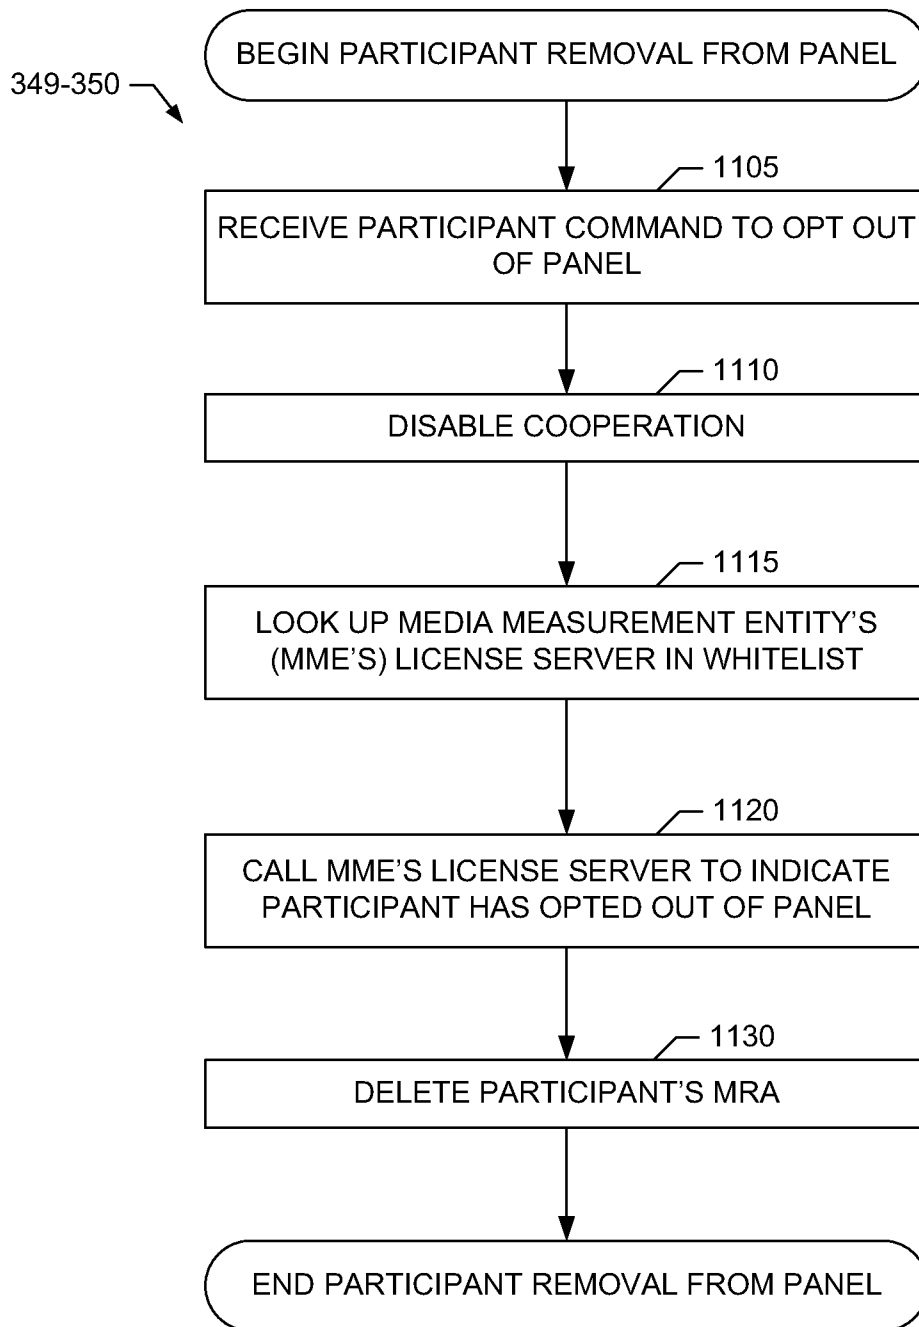 BEGIN PARTICIPANT REMOVAL FROM PANEL
349-350
1105
RECEIVE PARTICIPANT COMMAND TO OPT OUT
OF PANEL
1110
DISABLE COOPERATION
1115
LOOK UP MEDIA MEASUREMENT ENTITY'S
(MME'S) LICENSE SERVER IN WHITELIST
1120
CALL MME'S LICENSE SERVER TO INDICATE
PARTICIPANT HAS OPTED OUT OF PANEL
1130
DELETE PARTICIPANT'S MRA
END PARTICIPANT REMOVAL FROM PANEL